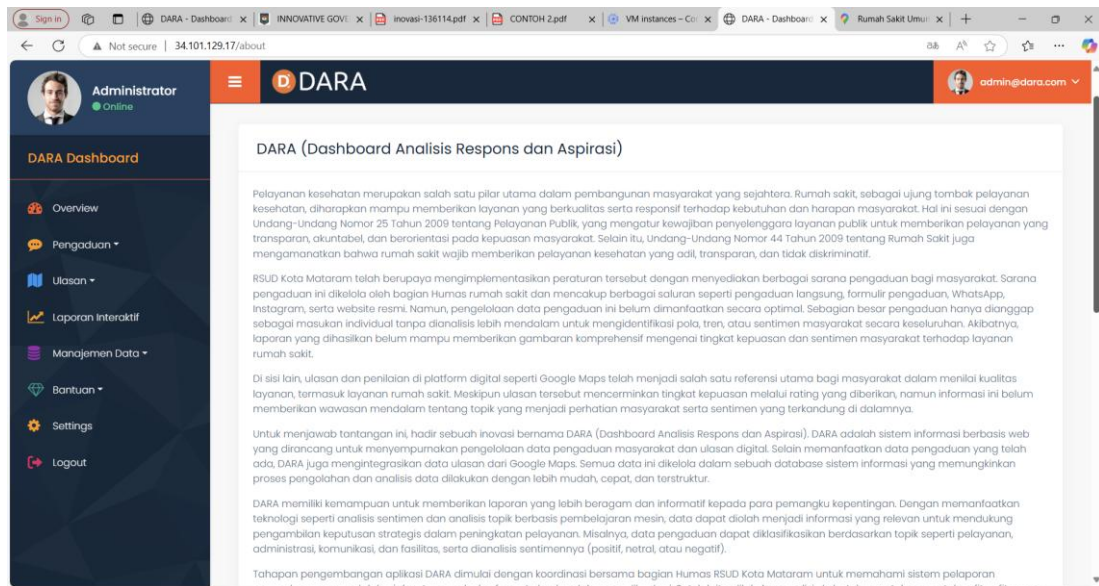 Sign in
DARA - Dashboard
INNOVATIVE GOVE
inovasi-136114.pdf
CONTOH 2.pdf
VM instances – Co
DARA - Dashboard
Rumah Sakit Umu
Not secure
34.101.129.17/about
Administrator
Online
DARA
admin@dara.com
DARA Dashboard
Overview
Pengaduan
Ulasan
Laporan Interaktif
Manajemen Data
Bantuan
Settings
Logout
DARA (Dashboard Analisis Respons dan Aspirasi)
Pelayanan kesehatan merupakan salah satu pilar utama dalam pembangunan masyarakat yang sejahtera. Rumah sakit, sebagai ujung tombak pelayanan
kesehatan, diharapkan mampu memberikan layanan yang berkualitas serta responsif terhadap kebutuhan dan harapan masyarakat. Hal ini sesuai dengan
Undang-Undang Nomor 25 Tahun 2009 tentang Pelayanan Publik, yang mengatur kewajiban penyelenggara layanan publik untuk memberikan pelayanan yang
transparan, akuntabel, dan berorientasi pada kepuasan masyarakat. Selain itu, Undang-Undang Nomor 44 Tahun 2009 tentang Rumah Sakit juga
mengamanatkan bahwa rumah sakit wajib memberikan pelayanan kesehatan yang adil, transparan, dan tidak diskriminatif.
RSUD Kota Mataram telah berupaya mengimplementasikan peraturan tersebut dengan menyediakan berbagai sarana pengaduan bagi masyarakat. Sarana
pengaduan ini dikelola oleh bagian Humas rumah sakit dan mencakup berbagai saluran seperti pengaduan langsung, formulir pengaduan, WhatsApp,
Instagram, serta website resmi. Namun, pengelolaan data pengaduan ini belum dimanfaatkan secara optimal. Sebagian besar pengaduan hanya dianggap
sebagai masukan individual tanpa dianalisis lebih mendalam untuk mengidentifikasi pola, tren, atau sentimen masyarakat secara keseluruhan. Akibatnya,
laporan yang dihasilkan belum mampu memberikan gambaran komprehensif mengenai tingkat kepuasan dan sentimen masyarakat terhadap layanan
rumah sakit.
Di sisi lain, ulasan dan penilaian di platform digital seperti Google Maps telah menjadi salah satu referensi utama bagi masyarakat dalam menilai kualitas
layanan, termasuk layanan rumah sakit. Meskipun ulasan tersebut mencerminkan tingkat kepuasan melalui rating yang diberikan, namun informasi ini belum
memberikan wawasan mendalam tentang topik yang menjadi perhatian masyarakat serta sentimen yang terkandung di dalamnya.
Untuk menjawab tantangan ini, hadir sebuah inovasi bernama DARA (Dashboard Analisis Respons dan Aspirasi). DARA adalah sistem informasi berbasis web
yang dirancang untuk menyempurnakan pengelolaan data pengaduan masyarakat dan ulasan digital. Selain memanfaatkan data pengaduan yang telah
ada, DARA juga mengintegrasikan data ulasan dari Google Maps. Semua data ini dikelola dalam sebuah database sistem informasi yang memungkinkan
proses pengolahan dan analisis data dilakukan dengan lebih mudah, cepat, dan terstruktur.
DARA memiliki kemampuan untuk memberikan laporan yang lebih beragam dan informatif kepada para pemangku kepentingan. Dengan memanfaatkan
teknologi seperti analisis sentimen dan analisis topik berbasis pembelajaran mesin, data dapat diolah menjadi informasi yang relevan untuk mendukung
pengambilan keputusan strategis dalam peningkatan pelayanan. Misalnya, data pengaduan dapat diklasifikasikan berdasarkan topik seperti pelayanan,
administrasi, komunikasi, dan fasilitas, serta dianalisis sentimennya (positif, netral, atau negatif).
Tahapan pengembangan aplikasi DARA dimulai dengan koordinasi bersama bagian Humas RSUD Kota Mataram untuk memahami sistem pelaporan